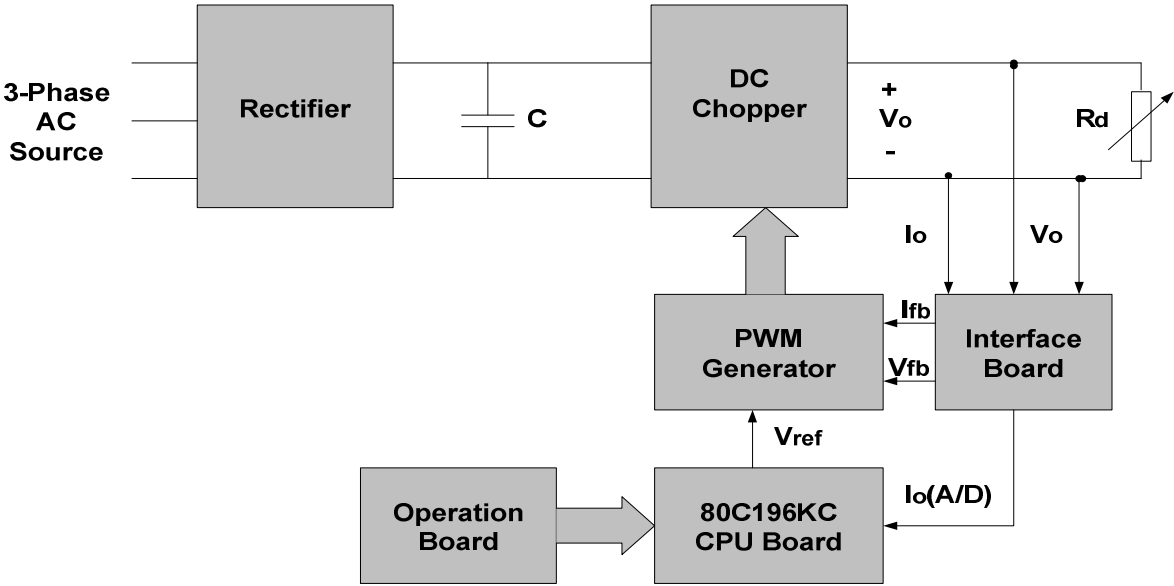 3-Phase
AC
Source
Rectifier
C
DC
Chopper
+
Vo
-
Rd
Io
Vo
PWM
Generator
Ifb
Vfb
Interface
Board
Vref
Operation
Board
80C196KC
CPU Board
Io(A/D)